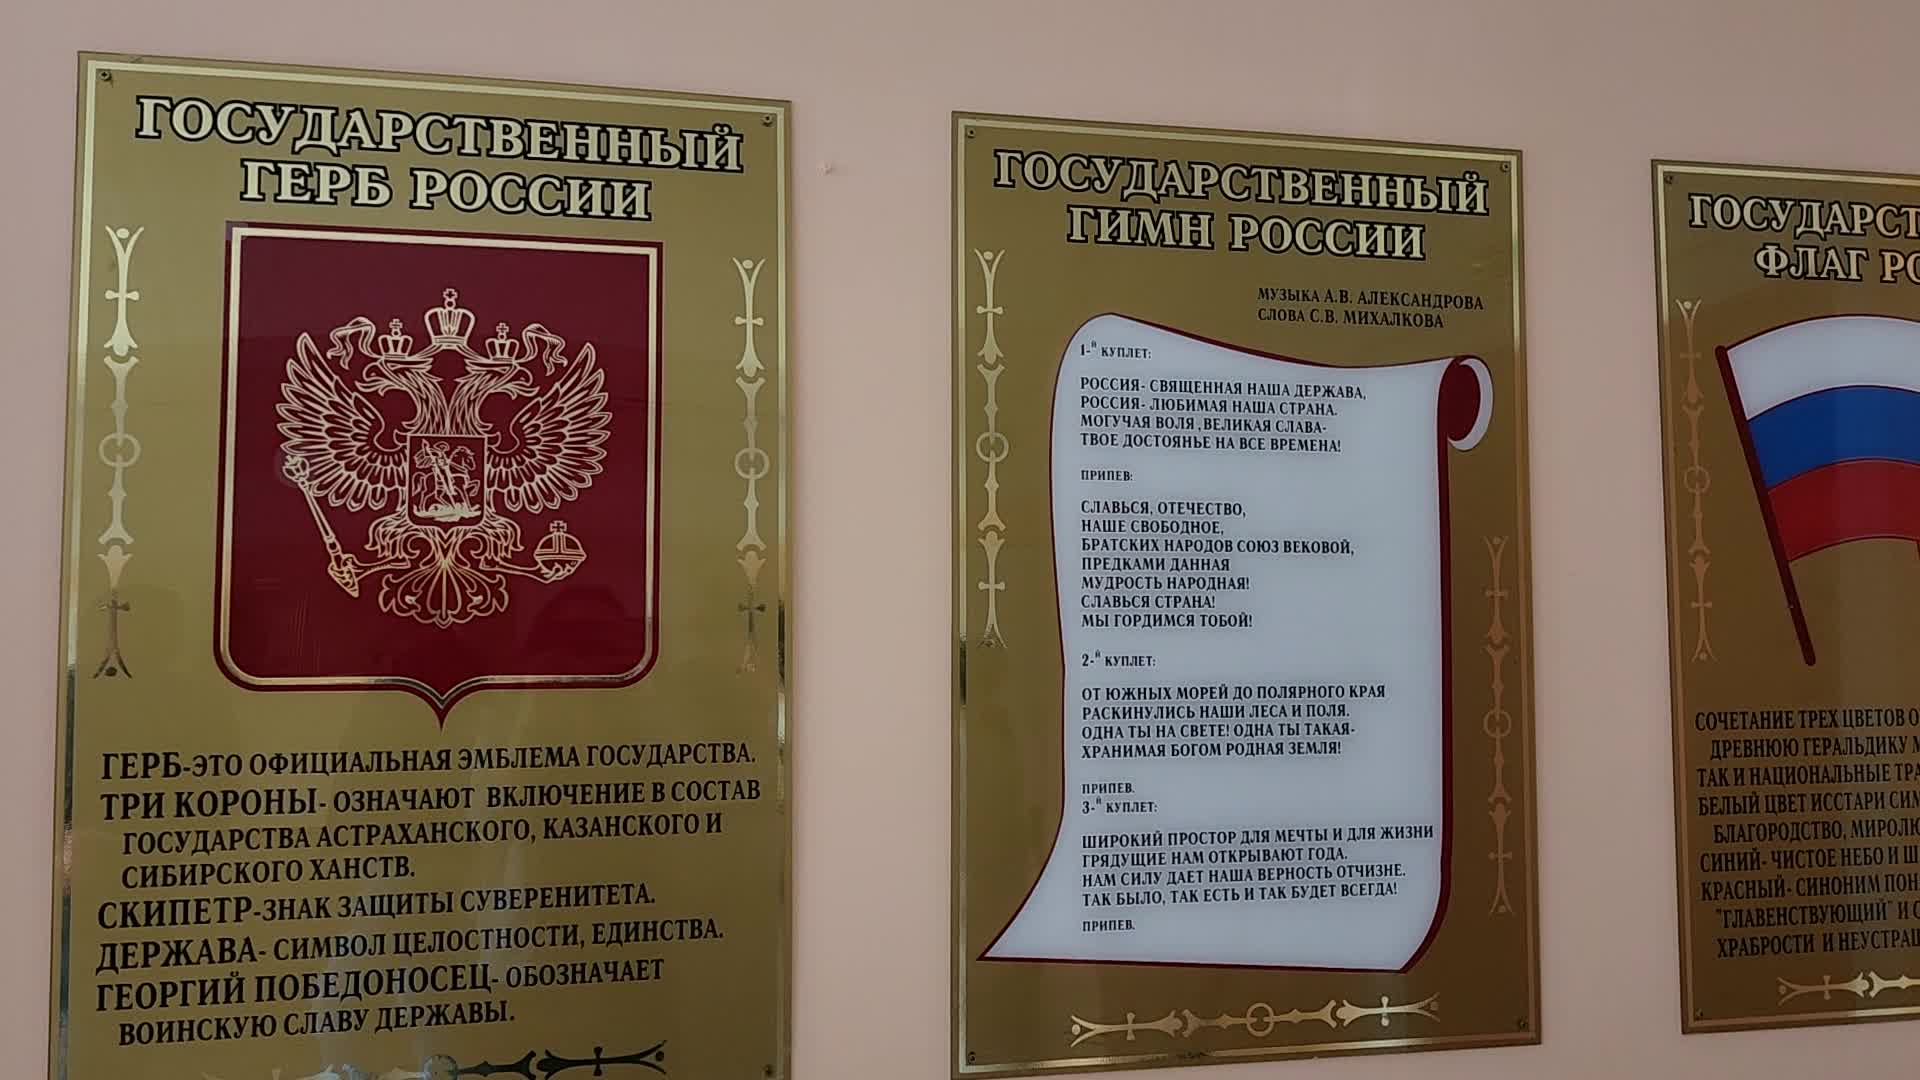 ГОСУДАРСТВЕННЫЙ
ГЕРБ РОССИИ
ГЕРБ-ЭТО ОФИЦИАЛЬНАЯ ЭМБЛЕМА ГОСУДАРСТВА.
ТРИ КОРОНЫ- ОЗНАЧАЮТ ВКЛЮЧЕНИЕ В СОСТАВ
ГОСУДАРСТВА АСТРАХАНСКОГО, КАЗАНСКОГО И
СИБИРСКОГО ХАНСТВ.
СКИПЕТР-ЗНАК ЗАЩИТЫ СУВЕРЕНИТЕТА.
ДЕРЖАВА- СИМВОЛ ЦЕЛОСТНОСТИ, ЕДИНСТВА.
ГЕОРГИЙ ПОБЕДОНОСЕЦ- ОБОЗНАЧАЕТ
ВОИНСКУЮ СЛАВУ ДЕРЖАВЫ.
ГОСУДАРСТВЕННЫЙ
ГИМН РОССИИ
МУЗЫКА А.В. АЛЕКСАНДРОВА
СЛОВА С.В. МИХАЛКОВА
1-Й КУПЛЕТ:
РОССИЯ- СВЯЩЕННАЯ НАША ДЕРЖАВА,
РОССИЯ- ЛЮБИМАЯ НАША СТРАНА.
МОГУЧАЯ ВОЛЯ ,ВЕЛИКАЯ СЛАВА-
ТВОЕ ДОСТОЯНЬЕ НА ВСЕ ВРЕМЕНА!
ПРИПЕВ:
СЛАВЬСЯ, ОТЕЧЕСТВО,
НАШЕ СВОБОДНОЕ,
БРАТСКИХ НАРОДОВ СОЮЗ ВЕКОВОЙ,
ПРЕДКАМИ ДАННАЯ
МУДРОСТЬ НАРОДНАЯ!
СЛАВЬСЯ СТРАНА!
МЫ ГОРДИМСЯ ТОБОЙ!
2-Й КУПЛЕТ:
ОТ ЮЖНЫХ МОРЕЙ ДО ПОЛЯРНОГО КРАЯ
РАСКИНУЛИСЬ НАШИ ЛЕСА И ПОЛЯ.
ОДНА ТЫ НА СВЕТЕ! ОДНА ТЫ ТАКАЯ-
ХРАНИМАЯ БОГОМ РОДНАЯ ЗЕМЛЯ!
ПРИПЕВ.
3-Й КУПЛЕТ:
ШИРОКИЙ ПРОСТОР ДЛЯ МЕЧТЫ И ДЛЯ ЖИЗНИ
ГРЯДУЩИЕ НАМ ОТКРЫВАЮТ ГОДА.
НАМ СИЛУ ДАЕТ НАША ВЕРНОСТЬ ОТЧИЗНЕ.
ТАК БЫЛО, ТАК ЕСТЬ И ТАК БУДЕТ ВСЕГДА!
ПРИПЕВ.
ФЛАГ
СОЧЕТАНИЕ ТРЕХ ЦВЕТОВ
ДРЕВНЮЮ ГЕРАЛЬДИКУ
ТАК И НАЦИОНАЛЬНЫЕ
БЕЛЫЙ ЦВЕТ ИССТАРИ
БЛАГОРОДСТВО,
СИНИЙ- ЧИСТОЕ НЕБО И
КРАСНЫЙ- СИНОНИМ
"ГЛАВЕНСТВУЮЩИЙ" И
ХРАБРОСТИ И